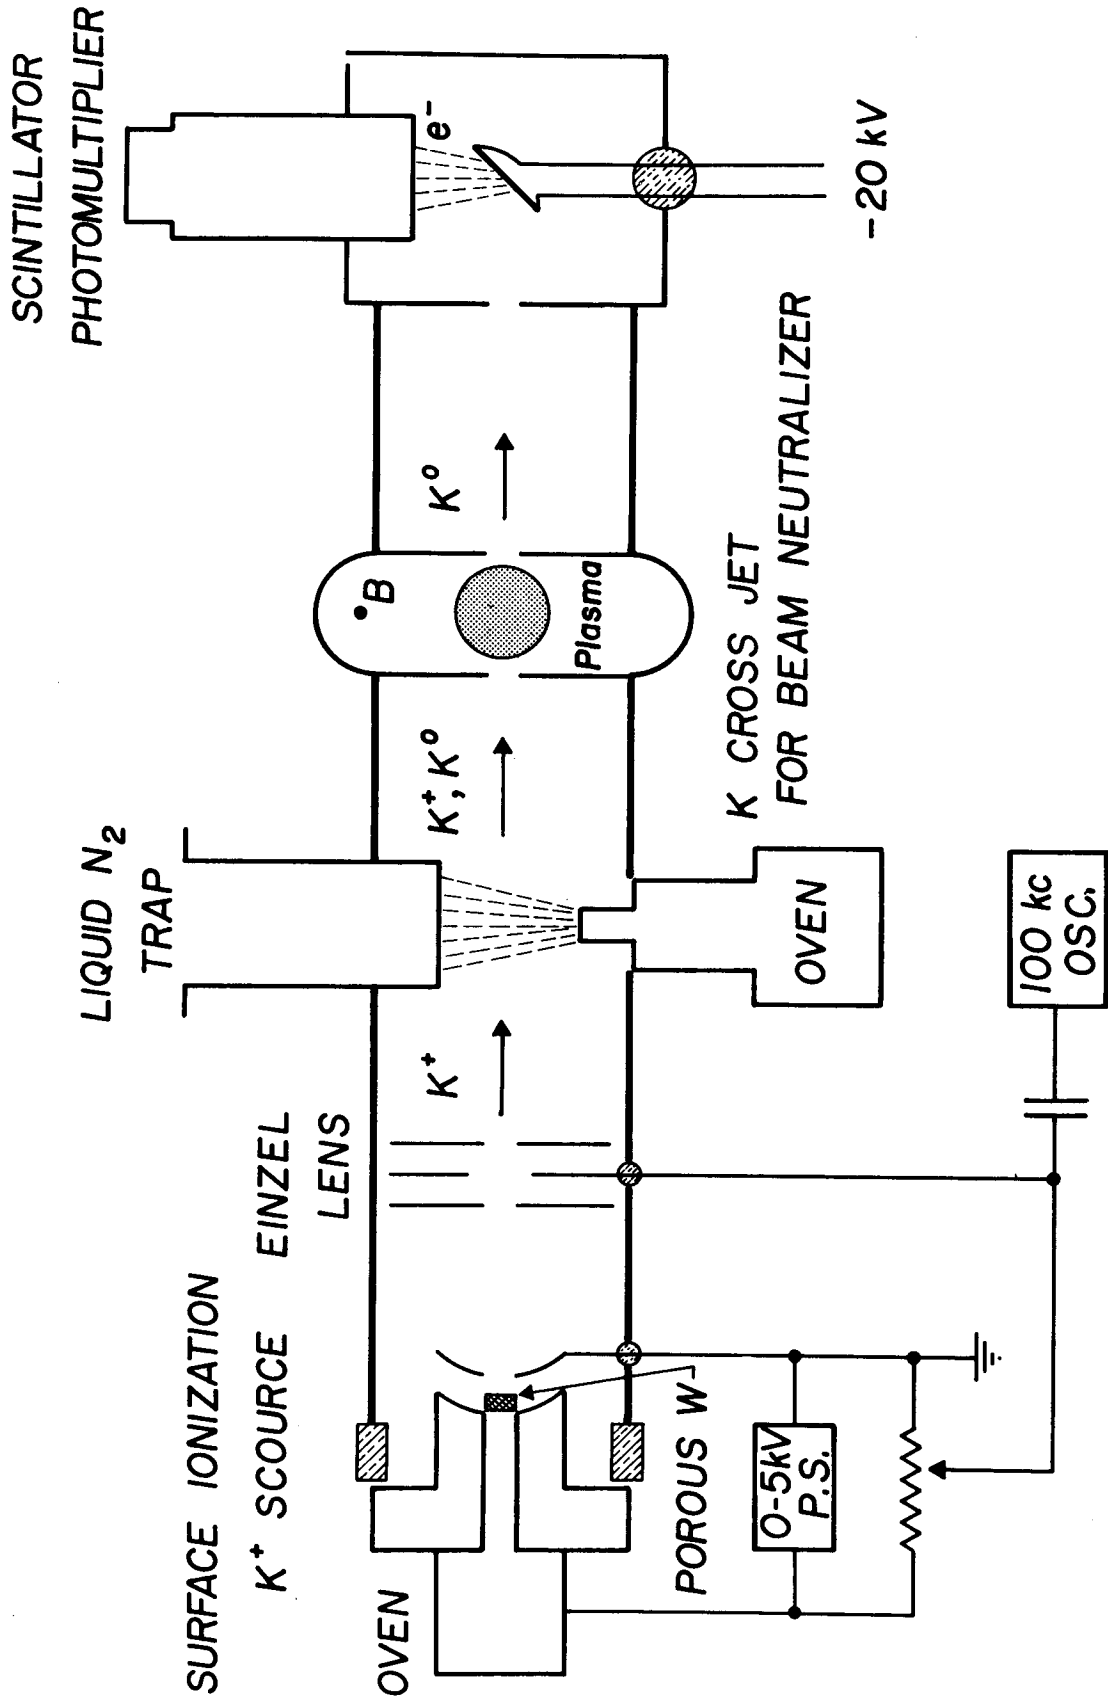 SURFACE IONIZATION
K⁺ SCOURCE
EINZEL
LENS
LIQUID N₂
TRAP
SCINTILLATOR
PHOTOMULTIPLIER
OVEN
K⁺
K⁺, K⁰
•B
Plasma
K⁰
e⁻
POROUS W
OVEN
K CROSS JET
FOR BEAM NEUTRALIZER
-20 kV
0-5kV
P.S.
100 kc
OSC.